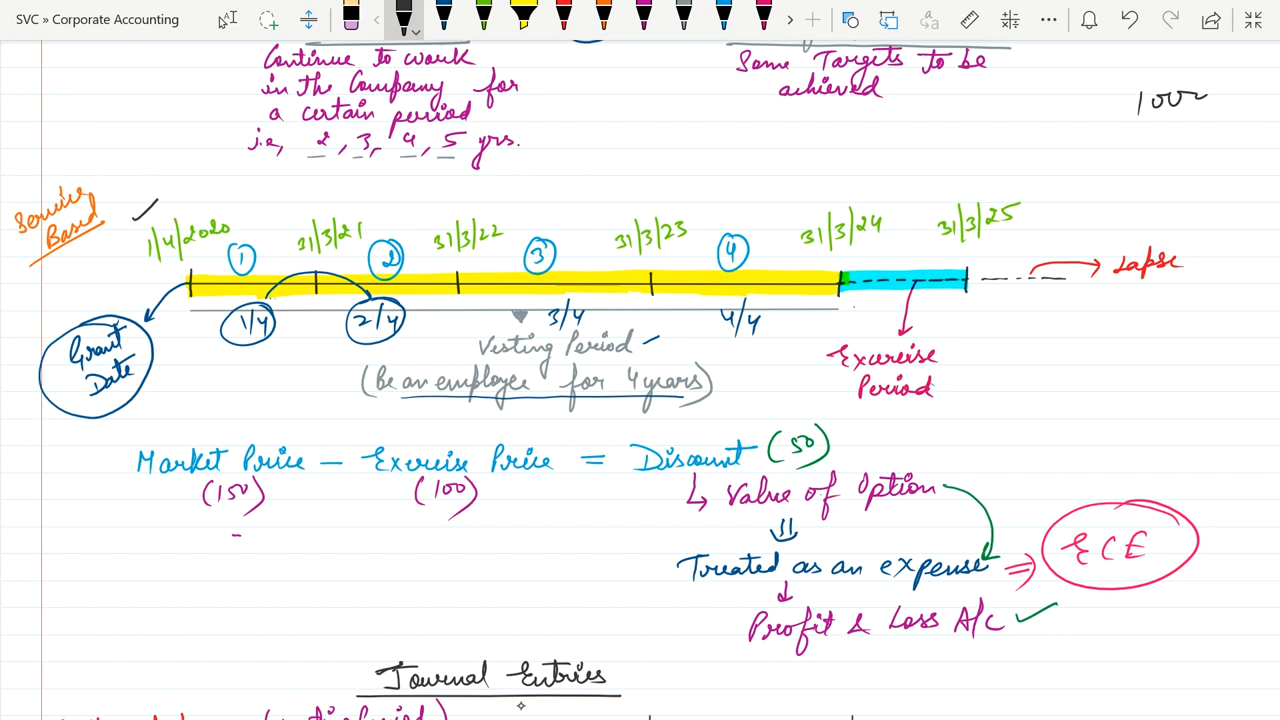 SVC » Corporate Accounting
Continue to work
in the Company for
a certain period
i.e, 2, 3, 4, 5 yrs.
Some Targets to be
achieved
1000
Service
Based
1/4/2020 31/3/21 31/3/22 31/3/23 31/3/24 31/3/25
1 2 3 4
Lapse
1/4 2/4 3/4 4/4
Grant
Date
Vesting Period
(Be an employee for 4 years)
Exercise
Period
Market Price – Exercise Price = Discount (50)
(150) (100)
Value of Option
Treated as an expense ⇒ ECE
Profit & Loss A/c
Journal Entries